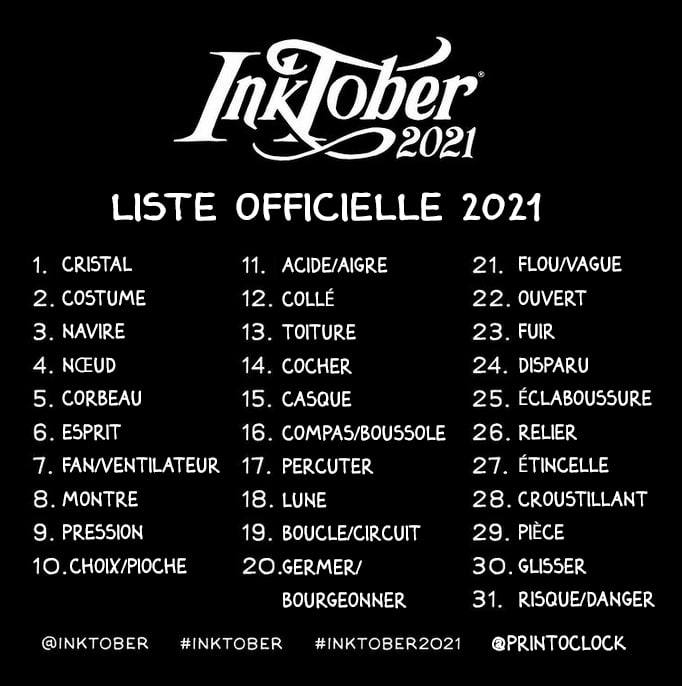 InkTober®
2021
LISTE OFFICIELLE 2021
1. CRISTAL
2. COSTUME
3. NAVIRE
4. NŒUD
5. CORBEAU
6. ESPRIT
7. FAN/VENTILATEUR
8. MONTRE
9. PRESSION
10. CHOIX/PIOCHE
11. ACIDE/AIGRE
12. COLLÉ
13. TOITURE
14. COCHER
15. CASQUE
16. COMPAS/BOUSSOLE
17. PERCUTER
18. LUNE
19. BOUCLE/CIRCUIT
20. GERMER/
BOURGEONNER
21. FLOU/VAGUE
22. OUVERT
23. FUIR
24. DISPARU
25. ÉCLABOUSSURE
26. RELIER
27. ÉTINCELLE
28. CROUSTILLANT
29. PIÈCE
30. GLISSER
31. RISQUE/DANGER
@INKTOBER #INKTOBER #INKTOBER2021 @PRINTOCLOCK